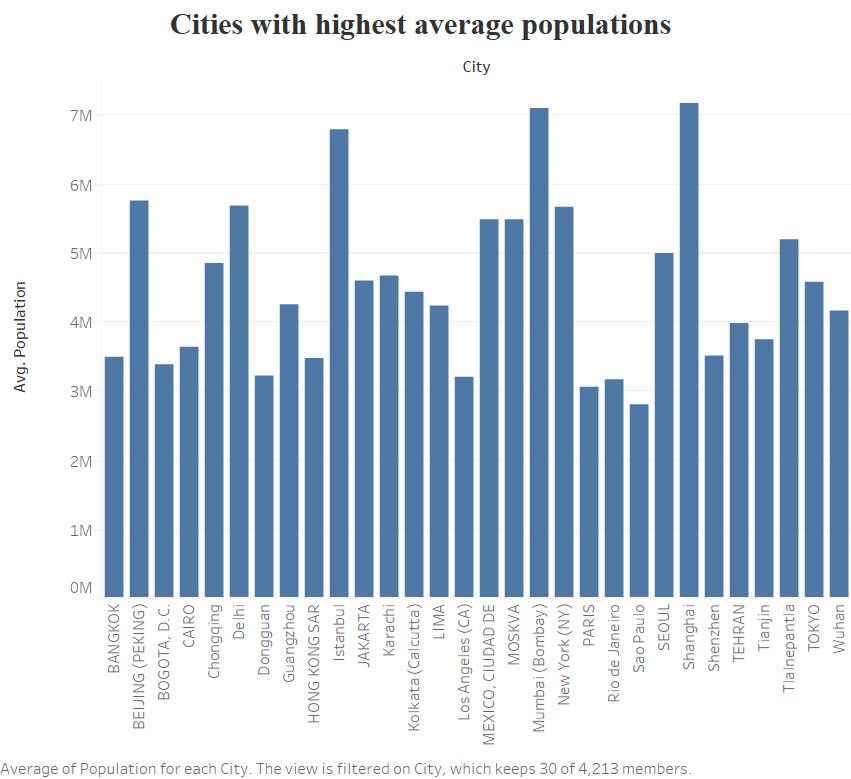 Cities with highest average populations
City
Avg. Population
7M
6M
5M
4M
3M
2M
1M
0M
BANGKOK
BEIJING (PEKING)
BOGOTA, D.C.
CAIRO
Chongqing
Delhi
Dongguan
Guangzhou
HONG KONG SAR
Istanbul
JAKARTA
Karachi
Kolkata (Calcutta)
LIMA
Los Angeles (CA)
MEXICO, CIUDAD DE
MOSKVA
Mumbai (Bombay)
New York (NY)
PARIS
Rio de Janeiro
Sao Paulo
SEOUL
Shanghai
Shenzhen
TEHRAN
Tianjin
Tlalnepantla
TOKYO
Wuhan
Average of Population for each City. The view is filtered on City, which keeps 30 of 4,213 members.